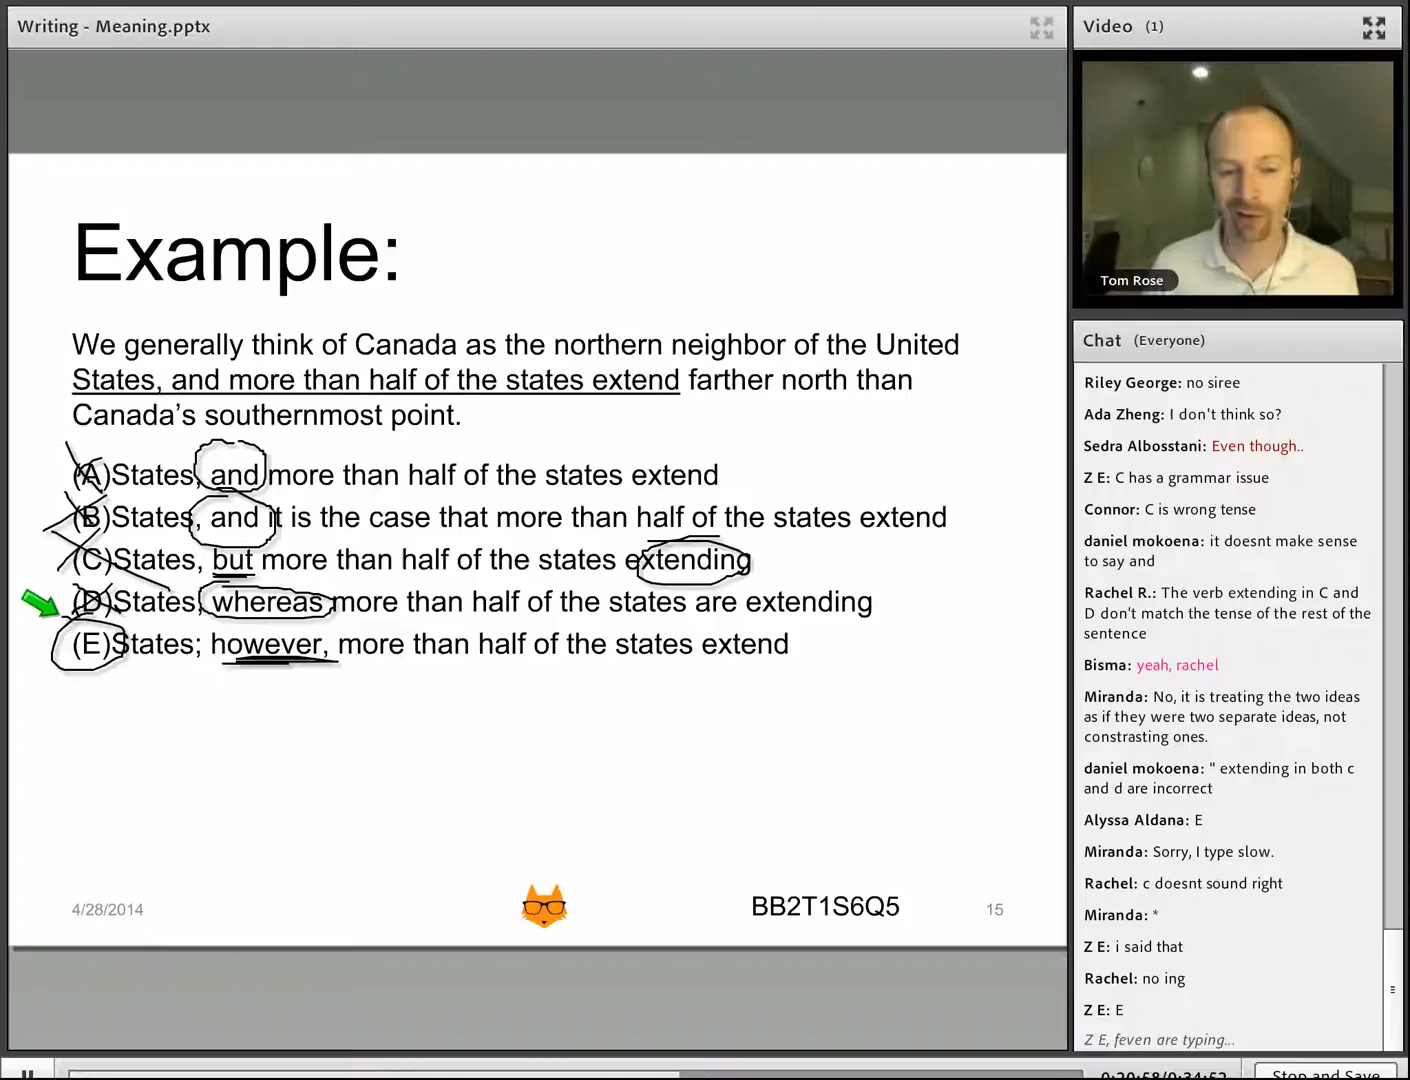 Writing - Meaning.pptx
Example:
We generally think of Canada as the northern neighbor of the United
States, and more than half of the states extend farther north than
Canada's southernmost point.
(A)States, and more than half of the states extend
(B)States, and it is the case that more than half of the states extend
(C)States, but more than half of the states extending
(D)States, whereas more than half of the states are extending
(E)States; however, more than half of the states extend
4/28/2014
BB2T1S6Q5
15
Video (1)
Tom Rose
Chat (Everyone)
Riley George: no siree
Ada Zheng: I don't think so?
Sedra Albosstani: Even though..
Z E: C has a grammar issue
Connor: C is wrong tense
daniel mokoena: it doesnt make sense
to say and
Rachel R.: The verb extending in C and
D don't match the tense of the rest of the
sentence
Bisma: yeah, rachel
Miranda: No, it is treating the two ideas
as if they were two separate ideas, not
constrasting ones.
daniel mokoena: " extending in both c
and d are incorrect
Alyssa Aldana: E
Miranda: Sorry, I type slow.
Rachel: c doesnt sound right
Miranda: *
Z E: i said that
Rachel: no ing
Z E: E
Z E, feven are typing...
0:20:58/0:34:52
Stop and Save